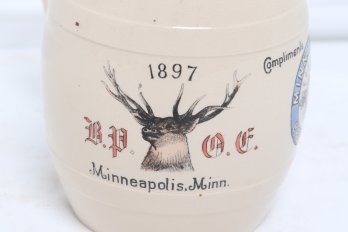 1897
B.P. O.E.
Minneapolis, Minn.
Compliments